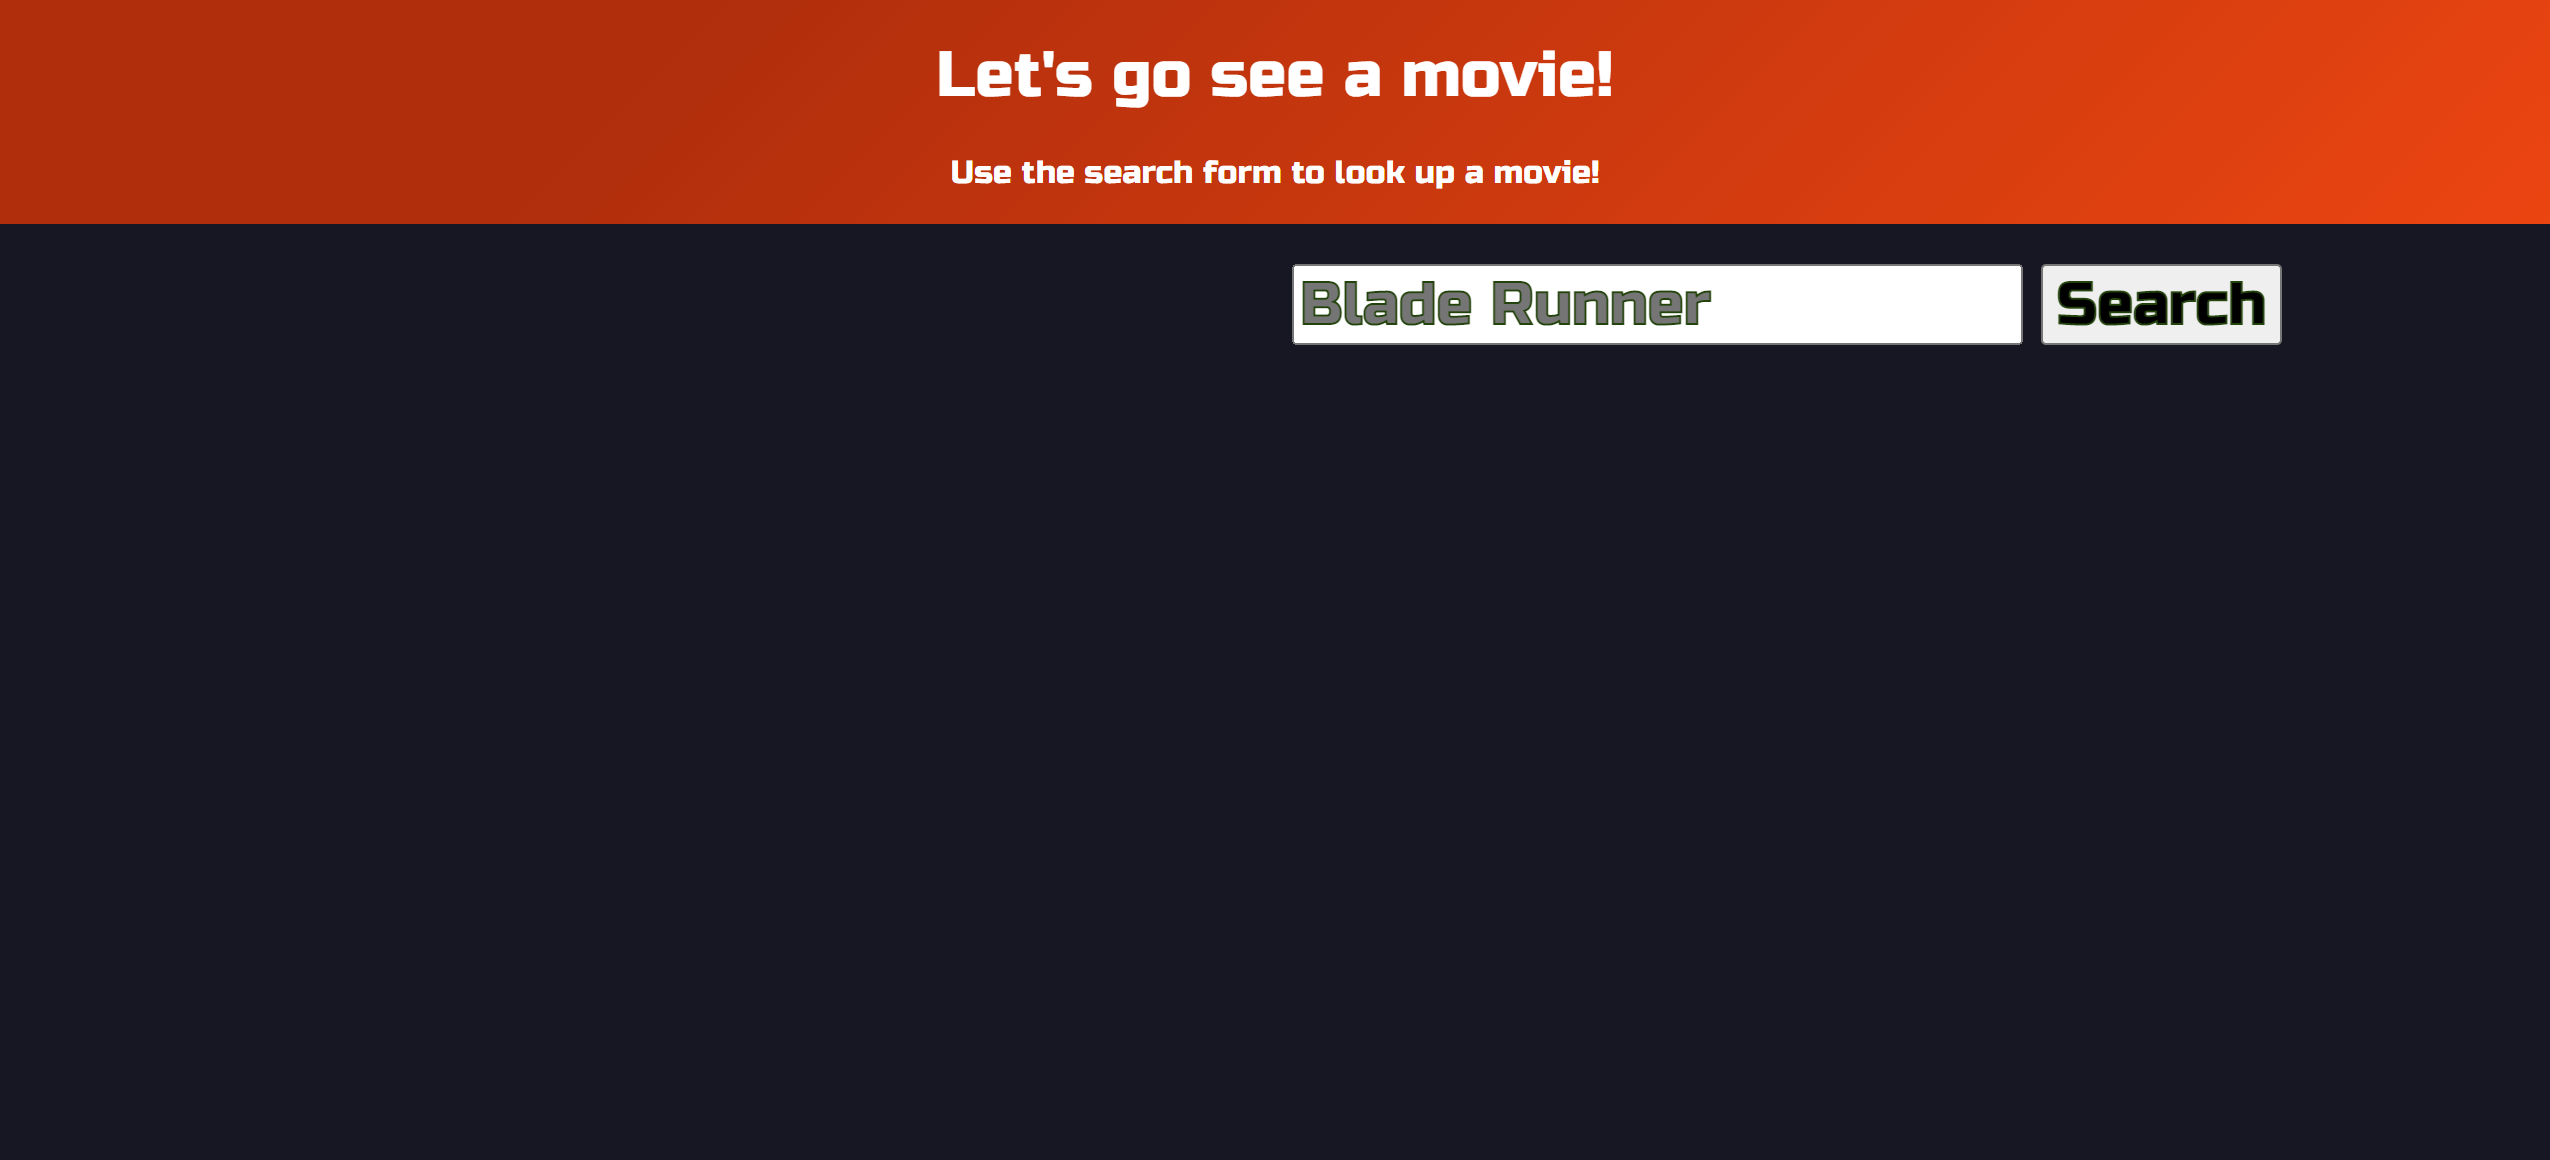 Let's go see a movie!
Use the search form to look up a movie!
Blade Runner
Search